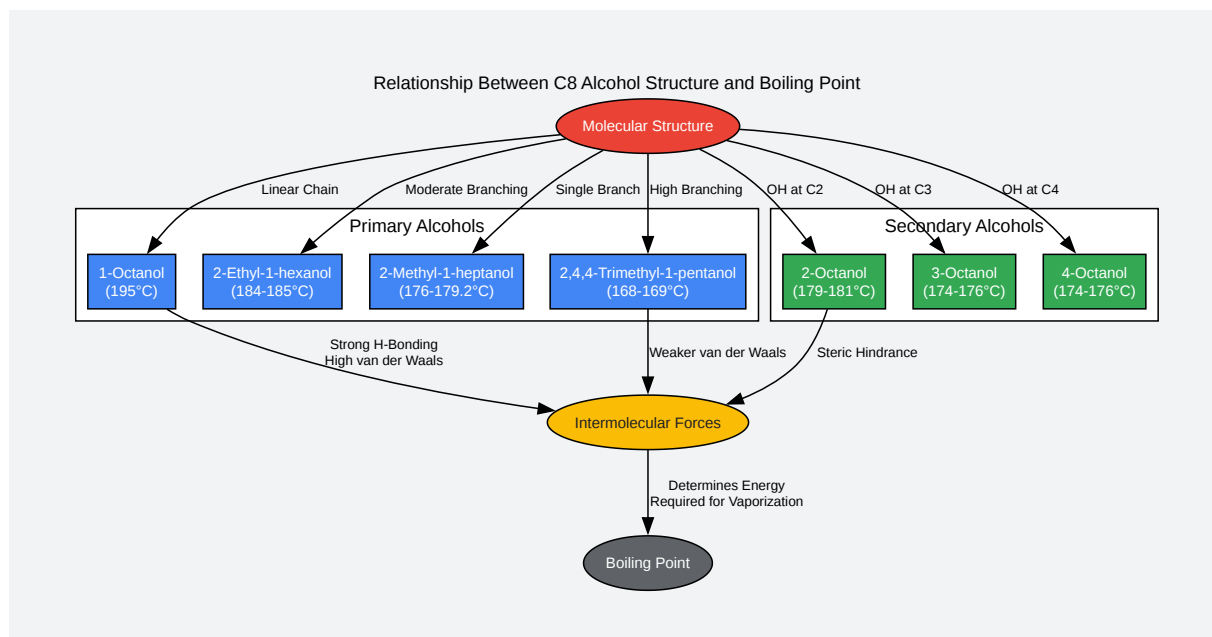 Relationship Between C8 Alcohol Structure and Boiling Point
Molecular Structure
Linear Chain
Moderate Branching
Single Branch
High Branching
OH at C2
OH at C3
OH at C4
Primary Alcohols
Secondary Alcohols
1-Octanol
(195°C)
2-Ethyl-1-hexanol
(184-185°C)
2-Methyl-1-heptanol
(176-179.2°C)
2,4,4-Trimethyl-1-pentanol
(168-169°C)
2-Octanol
(179-181°C)
3-Octanol
(174-176°C)
4-Octanol
(174-176°C)
Strong H-Bonding
High van der Waals
Weaker van der Waals
Steric Hindrance
Intermolecular Forces
Determines Energy
Required for Vaporization
Boiling Point